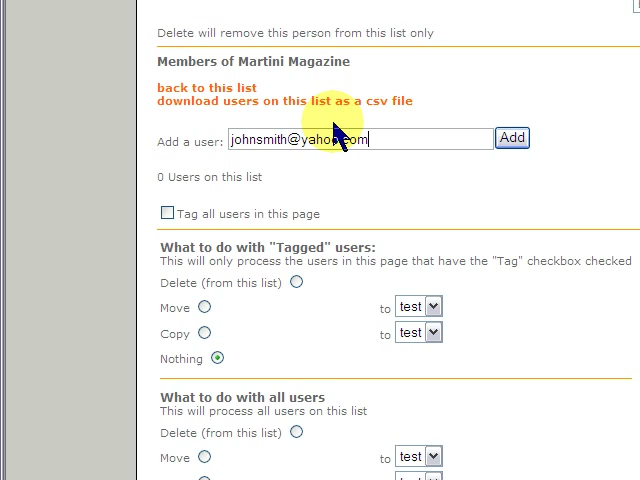 Delete will remove this person from this list only
Members of Martini Magazine
back to this list
download users on this list as a csv file
Add a user: johnsmith@yahoo.com Add
0 Users on this list
Tag all users in this page
What to do with "Tagged" users:
This will only process the users in this page that have the "Tag" checkbox checked
Delete (from this list)
Move to test
Copy to test
Nothing
What to do with all users
This will process all users on this list
Delete (from this list)
Move to test